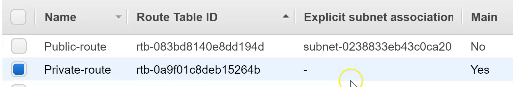 Name Route Table ID Explicit subnet association Main
Public-route rtb-083bd8140e8dd194d subnet-0238833eb43c0ca20 No
Private-route rtb-0a9f01c8deb15264b - Yes